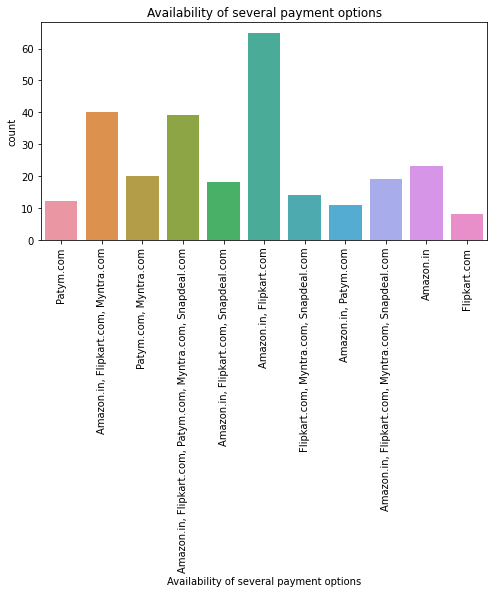 Availability of several payment options
count
60
50
40
30
20
10
0
Patym.com
Amazon.in, Flipkart.com, Myntra.com
Patym.com, Myntra.com
Amazon.in, Flipkart.com, Patym.com, Myntra.com, Snapdeal.com
Amazon.in, Flipkart.com, Snapdeal.com
Amazon.in, Flipkart.com
Flipkart.com, Myntra.com, Snapdeal.com
Amazon.in, Patym.com
Amazon.in, Flipkart.com, Myntra.com, Snapdeal.com
Amazon.in
Flipkart.com
Availability of several payment options